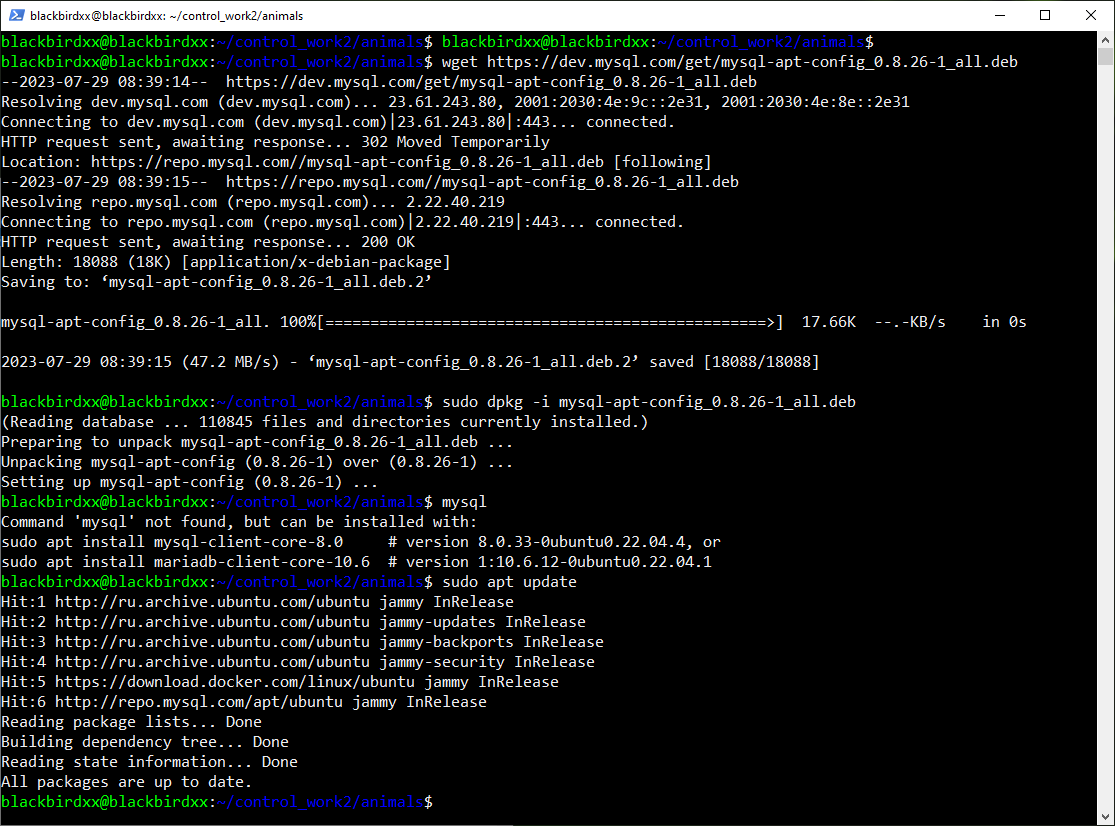 blackbirdxx@blackbirdxx: ~/control_work2/animals
blackbirdxx@blackbirdxx:~/control_work2/animals$ blackbirdxx@blackbirdxx:~/control_work2/animals$
blackbirdxx@blackbirdxx:~/control_work2/animals$ wget https://dev.mysql.com/get/mysql-apt-config_0.8.26-1_all.deb
--2023-07-29 08:39:14--  https://dev.mysql.com/get/mysql-apt-config_0.8.26-1_all.deb
Resolving dev.mysql.com (dev.mysql.com)... 23.61.243.80, 2001:2030:4e:9c::2e31, 2001:2030:4e:8e::2e31
Connecting to dev.mysql.com (dev.mysql.com)|23.61.243.80|:443... connected.
HTTP request sent, awaiting response... 302 Moved Temporarily
Location: https://repo.mysql.com//mysql-apt-config_0.8.26-1_all.deb [following]
--2023-07-29 08:39:15--  https://repo.mysql.com//mysql-apt-config_0.8.26-1_all.deb
Resolving repo.mysql.com (repo.mysql.com)... 2.22.40.219
Connecting to repo.mysql.com (repo.mysql.com)|2.22.40.219|:443... connected.
HTTP request sent, awaiting response... 200 OK
Length: 18088 (18K) [application/x-debian-package]
Saving to: ‘mysql-apt-config_0.8.26-1_all.deb.2’
mysql-apt-config_0.8.26-1_all. 100%[=================================================>]  17.66K  --.-KB/s    in 0s
2023-07-29 08:39:15 (47.2 MB/s) - ‘mysql-apt-config_0.8.26-1_all.deb.2’ saved [18088/18088]
blackbirdxx@blackbirdxx:~/control_work2/animals$ sudo dpkg -i mysql-apt-config_0.8.26-1_all.deb
(Reading database ... 110845 files and directories currently installed.)
Preparing to unpack mysql-apt-config_0.8.26-1_all.deb ...
Unpacking mysql-apt-config (0.8.26-1) over (0.8.26-1) ...
Setting up mysql-apt-config (0.8.26-1) ...
blackbirdxx@blackbirdxx:~/control_work2/animals$ mysql
Command 'mysql' not found, but can be installed with:
sudo apt install mysql-client-core-8.0     # version 8.0.33-0ubuntu0.22.04.4, or
sudo apt install mariadb-client-core-10.6  # version 1:10.6.12-0ubuntu0.22.04.1
blackbirdxx@blackbirdxx:~/control_work2/animals$ sudo apt update
Hit:1 http://ru.archive.ubuntu.com/ubuntu jammy InRelease
Hit:2 http://ru.archive.ubuntu.com/ubuntu jammy-updates InRelease
Hit:3 http://ru.archive.ubuntu.com/ubuntu jammy-backports InRelease
Hit:4 http://ru.archive.ubuntu.com/ubuntu jammy-security InRelease
Hit:5 https://download.docker.com/linux/ubuntu jammy InRelease
Hit:6 http://repo.mysql.com/apt/ubuntu jammy InRelease
Reading package lists... Done
Building dependency tree... Done
Reading state information... Done
All packages are up to date.
blackbirdxx@blackbirdxx:~/control_work2/animals$